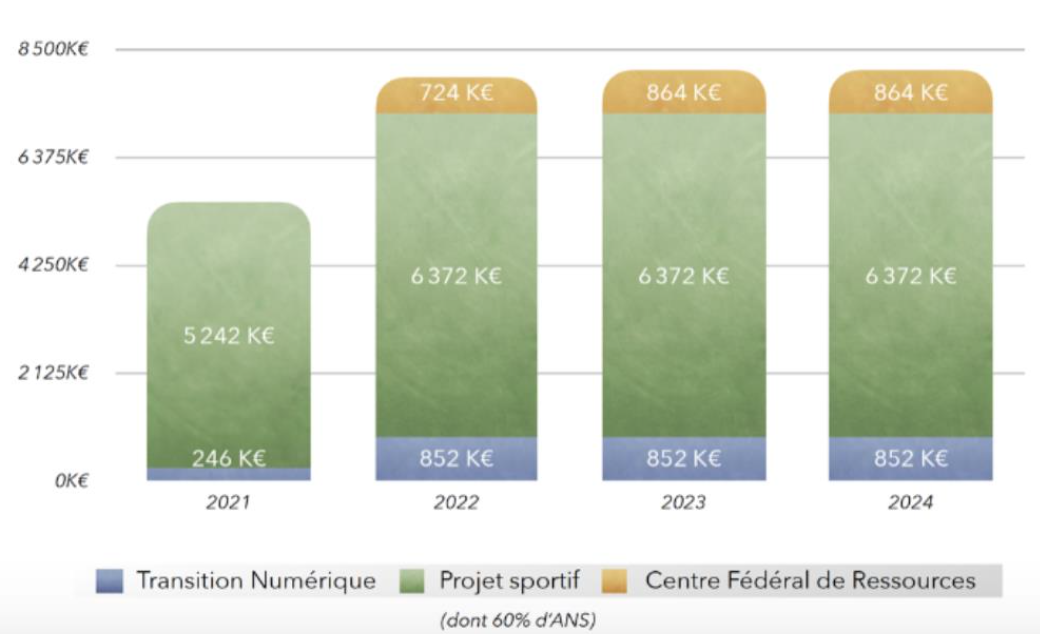 8 500K€
724 K€ 864 K€ 864 K€
6 375K€
6 372 K€ 6 372 K€ 6 372 K€
4 250K€
5 242 K€
2 125K€
246 K€ 852 K€ 852 K€ 852 K€
0K€
2021 2022 2023 2024
Transition Numérique Projet sportif Centre Fédéral de Ressources
(dont 60% d'ANS)